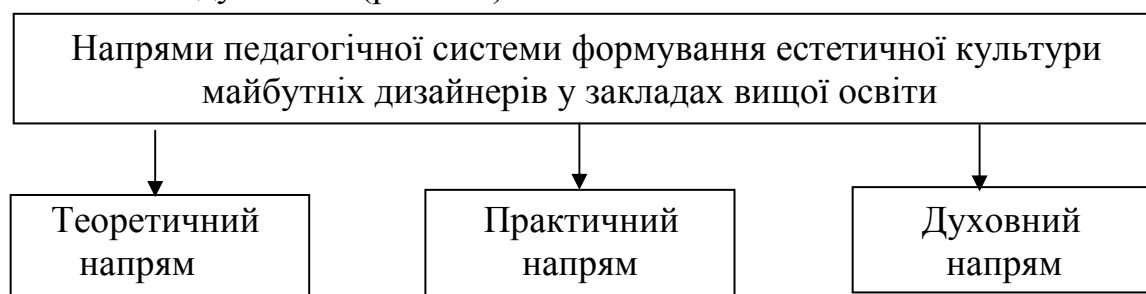 Напрями педагогічної системи формування естетичної культури
майбутніх дизайнерів у закладах вищої освіти
Теоретичний
напрям
Практичний
напрям
Духовний
напрям